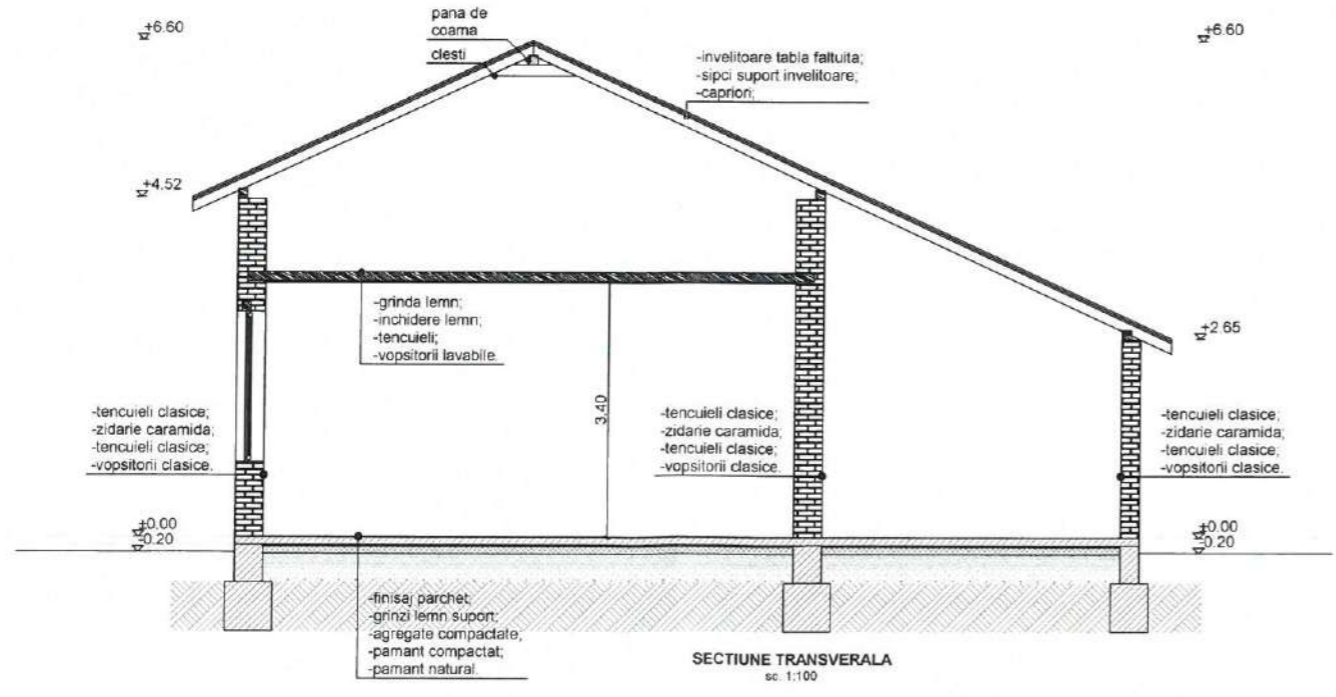 +6.60
pana de
coama
clesti
+6.60
-invelitoare tabla faltuita;
-sipci suport invelitoare;
-capriori;
+4.52
-grinda lemn;
-inchidere lemn;
-tencuieli;
-vopsitorii lavabile.
+2.65
3.40
-tencuieli clasice;
-zidarie caramida;
-tencuieli clasice;
-vopsitorii clasice.
-tencuieli clasice;
-zidarie caramida;
-tencuieli clasice;
-vopsitorii clasice.
-tencuieli clasice;
-zidarie caramida;
-tencuieli clasice;
-vopsitorii clasice.
±0.00
-0.20
±0.00
-0.20
-finisaj parchet;
-grinzi lemn suport;
-agregate compactate;
-pamant compactat;
-pamant natural.
SECTIUNE TRANSVERALA
sc. 1:100